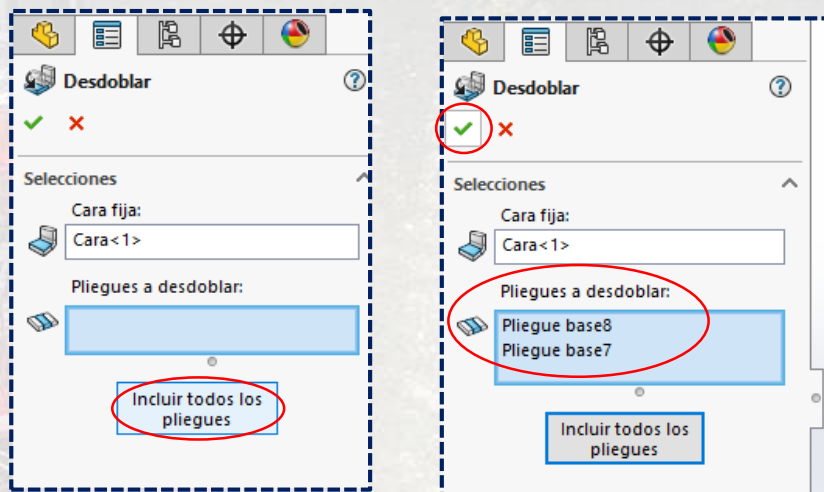 Desdoblar
Selecciones
Cara fija:
Cara<1>
Pliegues a desdoblar:
Incluir todos los
pliegues
Desdoblar
Selecciones
Cara fija:
Cara<1>
Pliegues a desdoblar:
Pliegue base8
Pliegue base7
Incluir todos los
pliegues